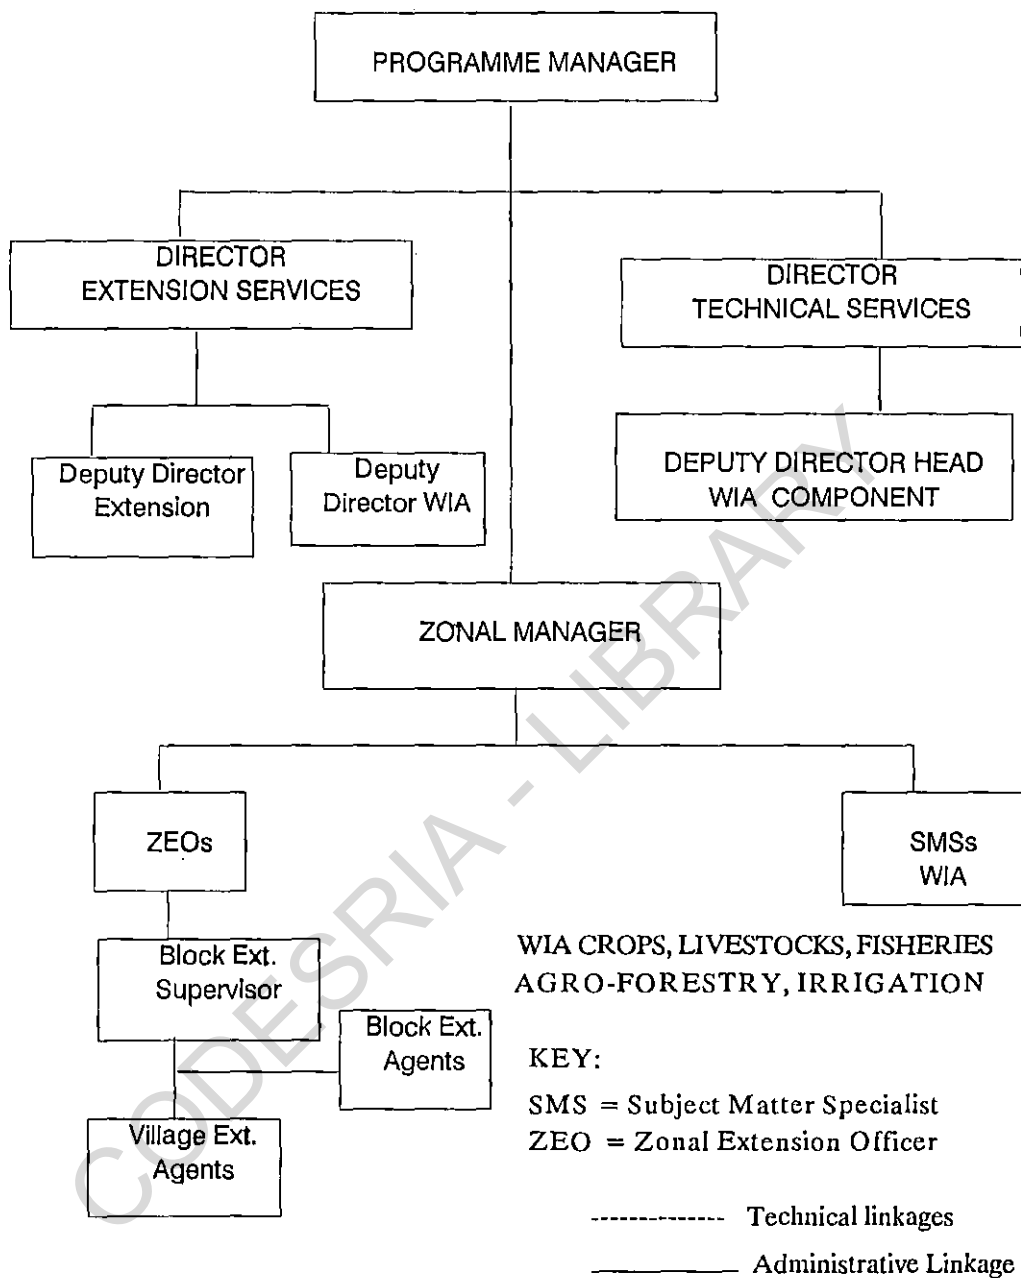 PROGRAMME MANAGER
DIRECTOR
EXTENSION SERVICES
DIRECTOR
TECHNICAL SERVICES
Deputy Director
Extension
Deputy
Director WIA
DEPUTY DIRECTOR HEAD
WIA COMPONENT
ZONAL MANAGER
ZEOs
SMSs
WIA
Block Ext.
Supervisor
WIA CROPS, LIVESTOCKS, FISHERIES
AGRO-FORESTRY, IRRIGATION
Block Ext.
Agents
Village Ext.
Agents
KEY:
SMS = Subject Matter Specialist
ZEO = Zonal Extension Officer
Technical linkages
Administrative Linkage
CODESRIA - LIBRARY